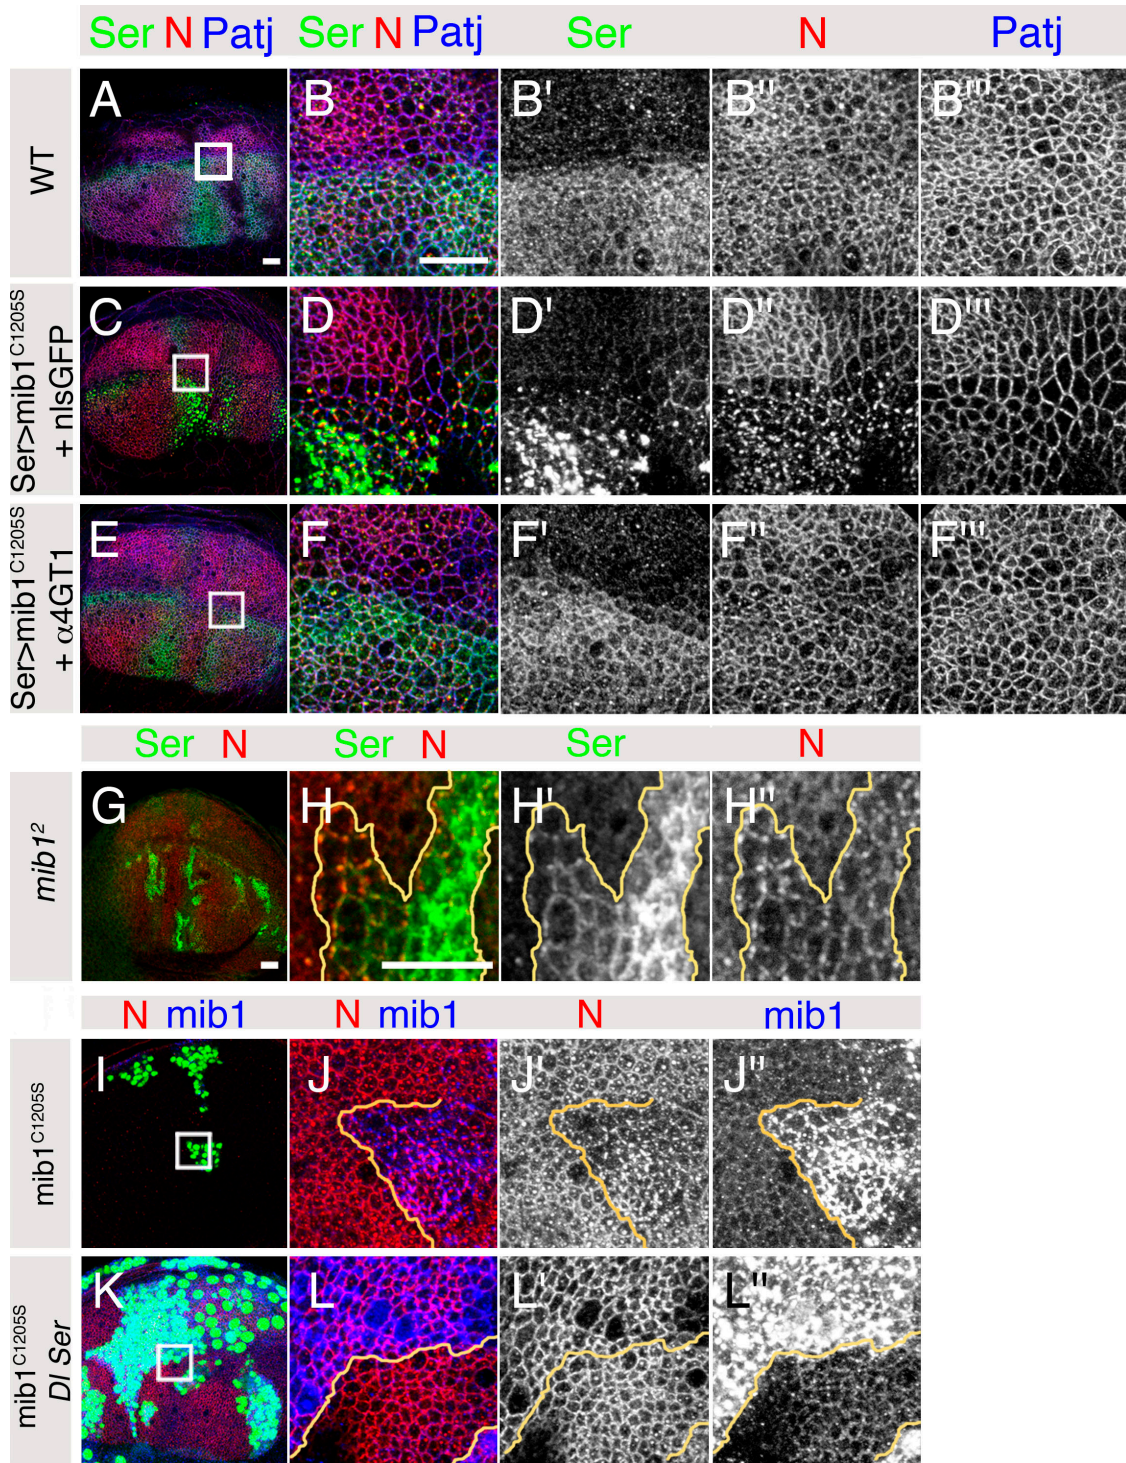 Ser N Patj Ser N Patj Ser N Patj
WT
A B B' B'' B'''
Ser>mib1C1205S
+ nlsGFP
C D D' D'' D'''
Ser>mib1C1205S
+ α4GT1
E F F' F'' F'''
Ser N Ser N Ser N
mib1²
G H H' H''
N mib1 N mib1 N mib1
mib1C1205S
I J J' J''
mib1C1205S
Dl Ser
K L L' L''